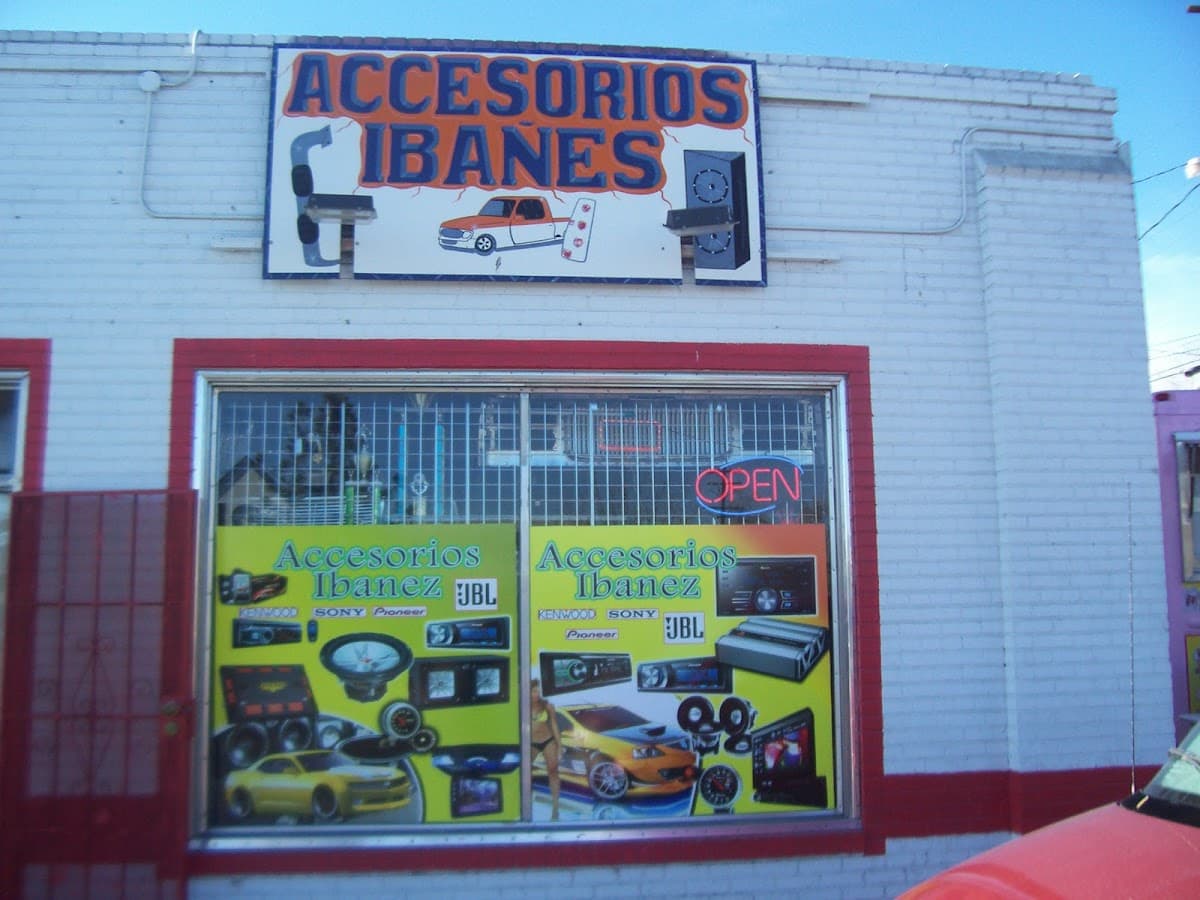 ACCESORIOS
IBAÑES
OPEN
Accesorios
Ibanez
JBL
KENWOOD SONY Pioneer
Accesorios
Ibanez
KENWOOD SONY
Pioneer JBL